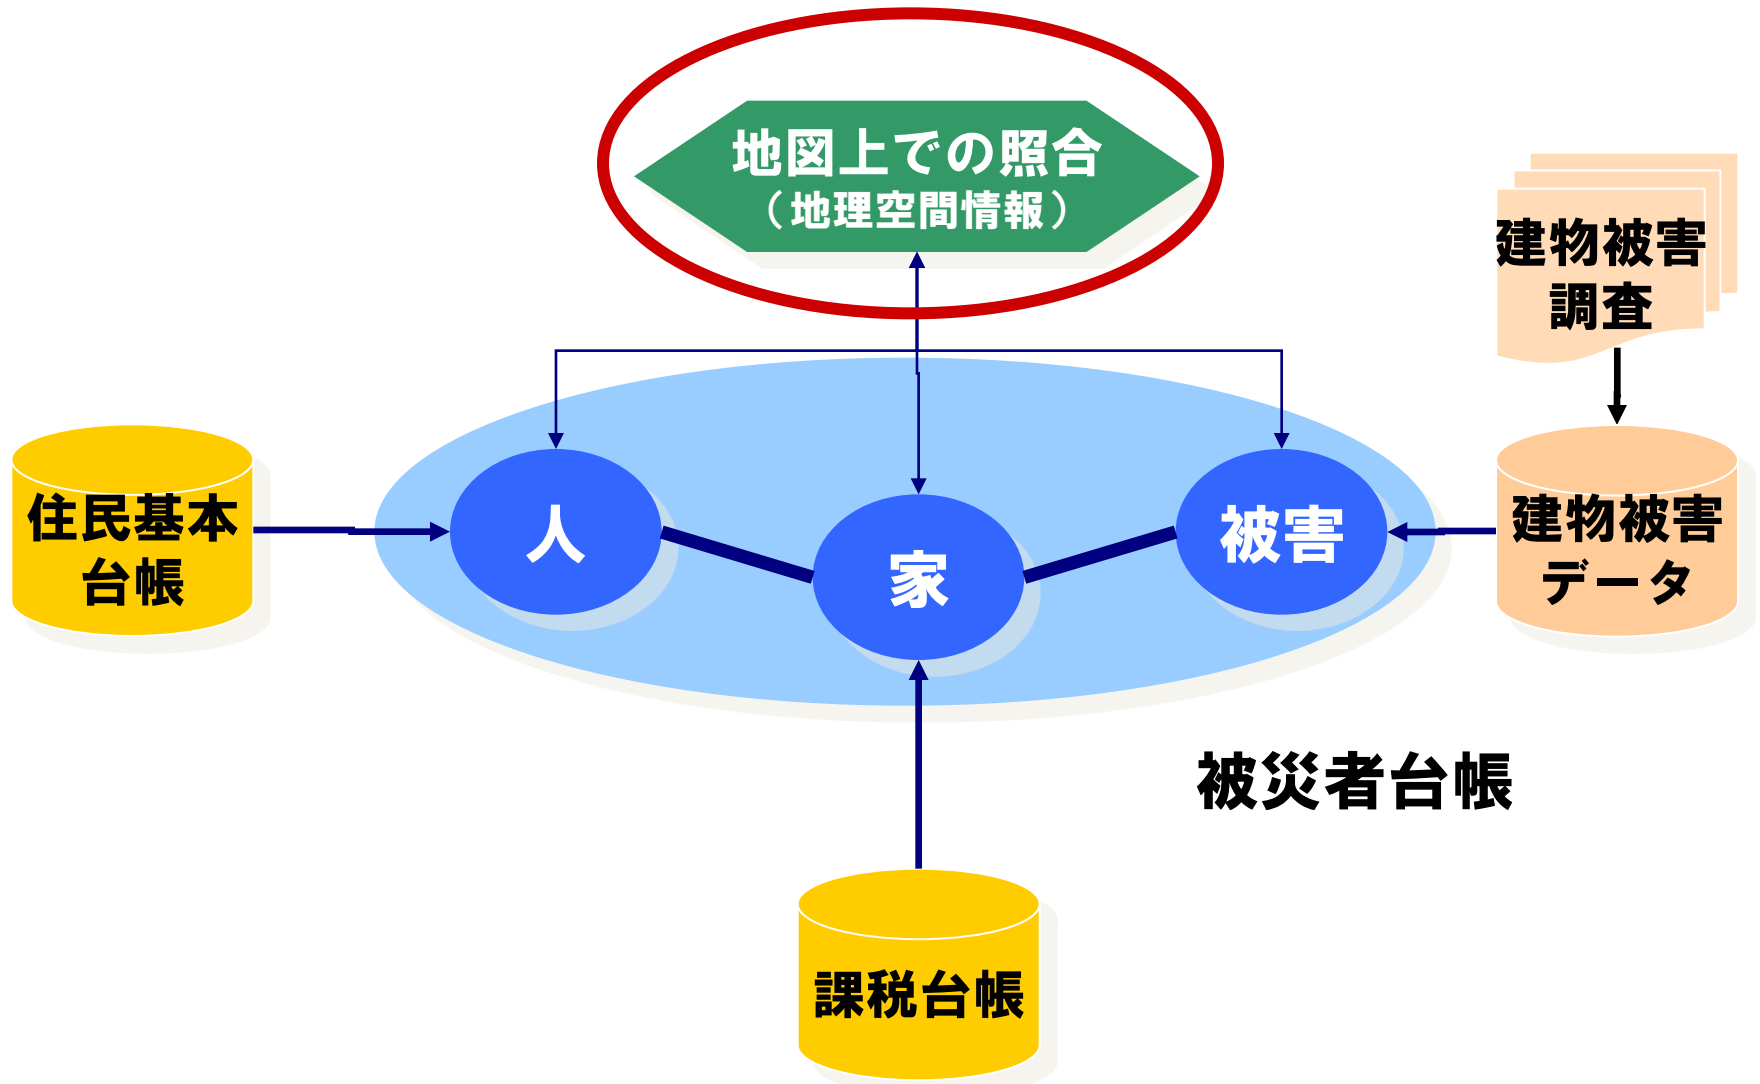 地図上での照合
（地理空間情報）
建物被害
調査
住民基本
台帳
人
家
被害
建物被害
データ
被災者台帳
課税台帳